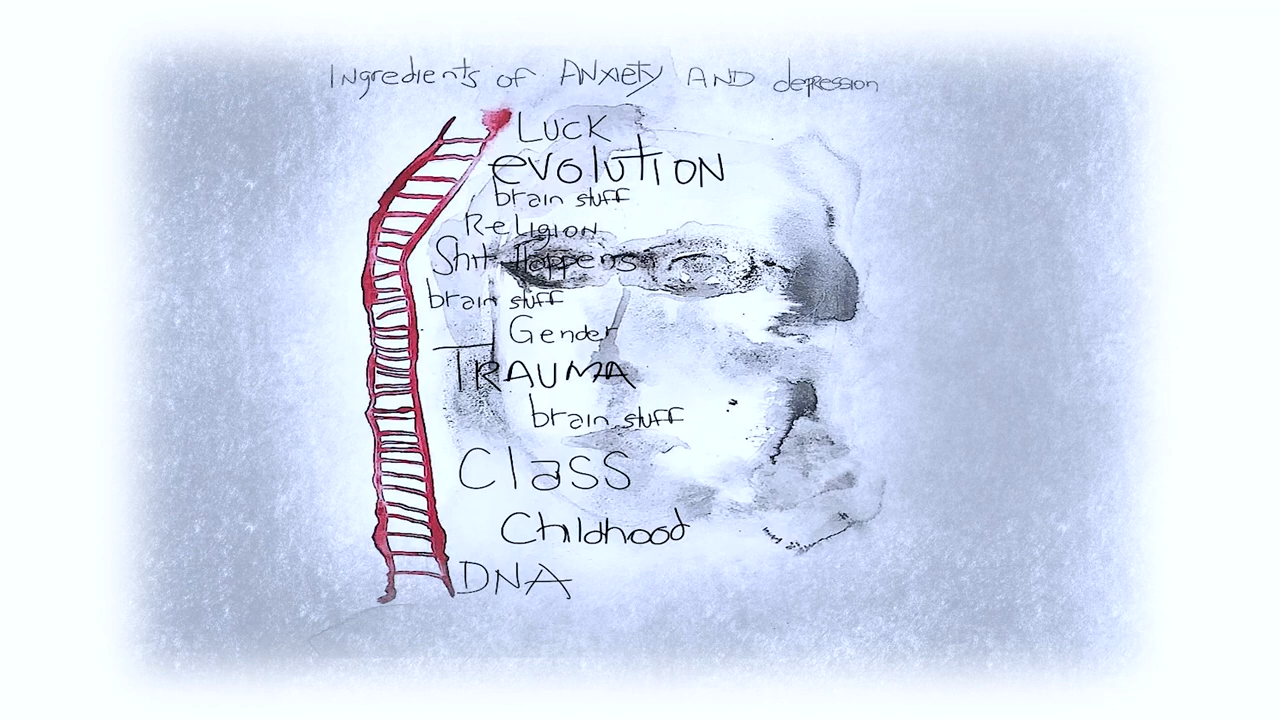 Ingredients of Anxiety AND depression
Luck
evolution
brain stuff
Religion
Shit Happens
brain stuff
Gender
TRAUMA
brain stuff
Class
Childhood
DNA